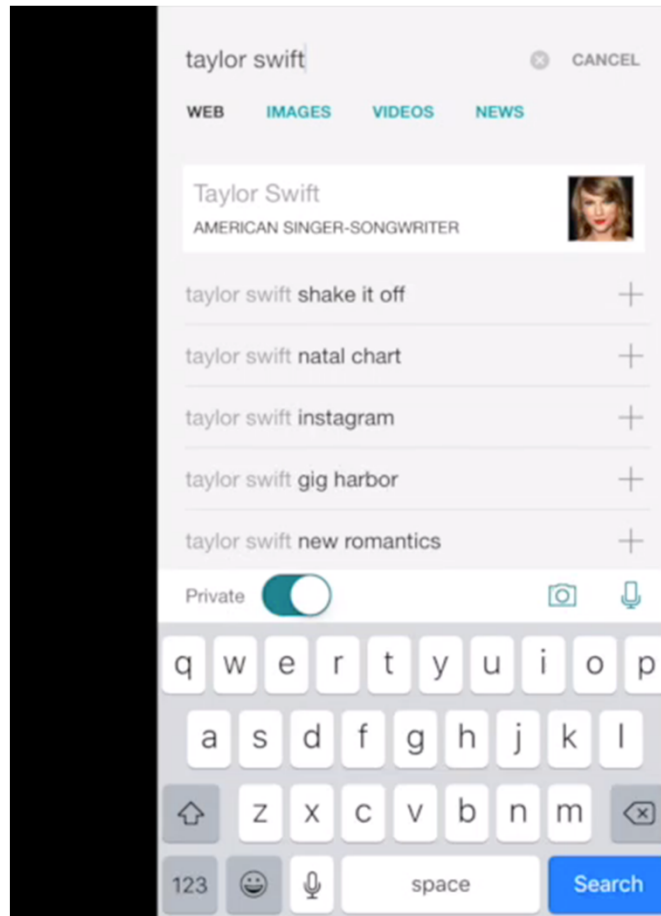 taylor swift CANCEL
WEB IMAGES VIDEOS NEWS
Taylor Swift
AMERICAN SINGER-SONGWRITER
taylor swift shake it off
taylor swift natal chart
taylor swift instagram
taylor swift gig harbor
taylor swift new romantics
Private
q w e r t y u i o p
a s d f g h j k l
z x c v b n m
123 space Search